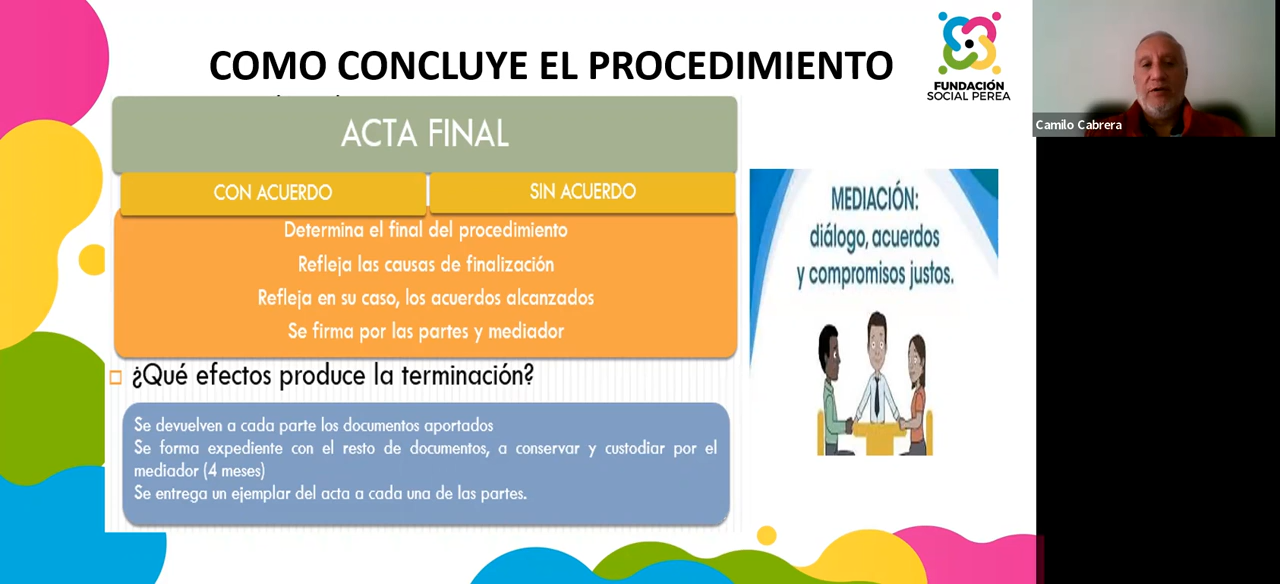 COMO CONCLUYE EL PROCEDIMIENTO
FUNDACIÓN
SOCIAL PEREA
Camilo Cabrera
ACTA FINAL
CON ACUERDO
SIN ACUERDO
Determina el final del procedimiento
Refleja las causas de finalización
Refleja en su caso, los acuerdos alcanzados
Se firma por las partes y mediador
MEDIACIÓN:
diálogo, acuerdos
y compromisos justos.
¿Qué efectos produce la terminación?
Se devuelven a cada parte los documentos aportados
Se forma expediente con el resto de documentos, a conservar y custodiar por el
mediador (4 meses)
Se entrega un ejemplar del acta a cada una de las partes.